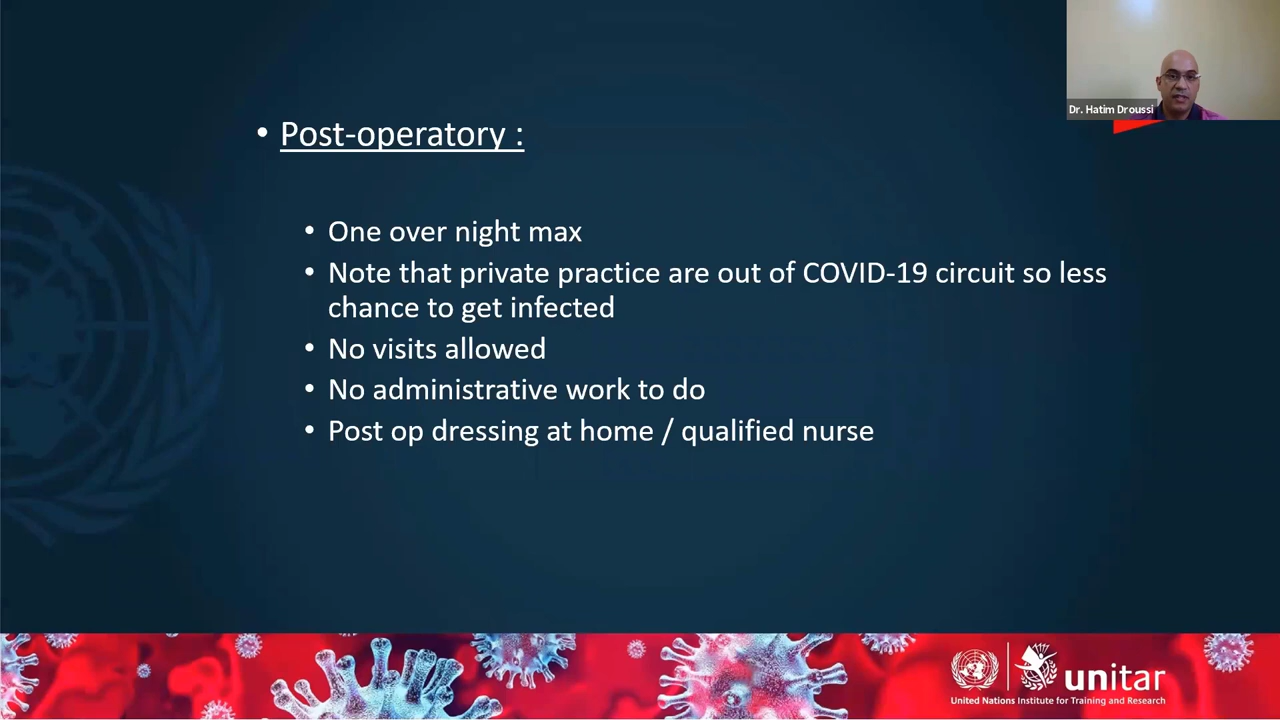 Dr. Hatim Droussi
• Post-operatory :
• One over night max
• Note that private practice are out of COVID-19 circuit so less
chance to get infected
• No visits allowed
• No administrative work to do
• Post op dressing at home / qualified nurse
unitar
United Nations Institute for Training and Research